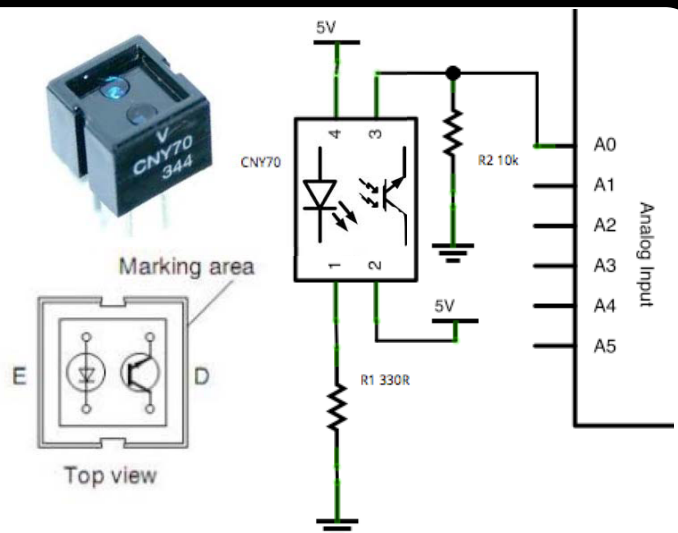 V
CNY70
344
Marking area
E
D
Top view
5V
CNY70
4
3
1
2
R2 10k
5V
R1 330R
A0
A1
A2
A3
A4
A5
Analog Input